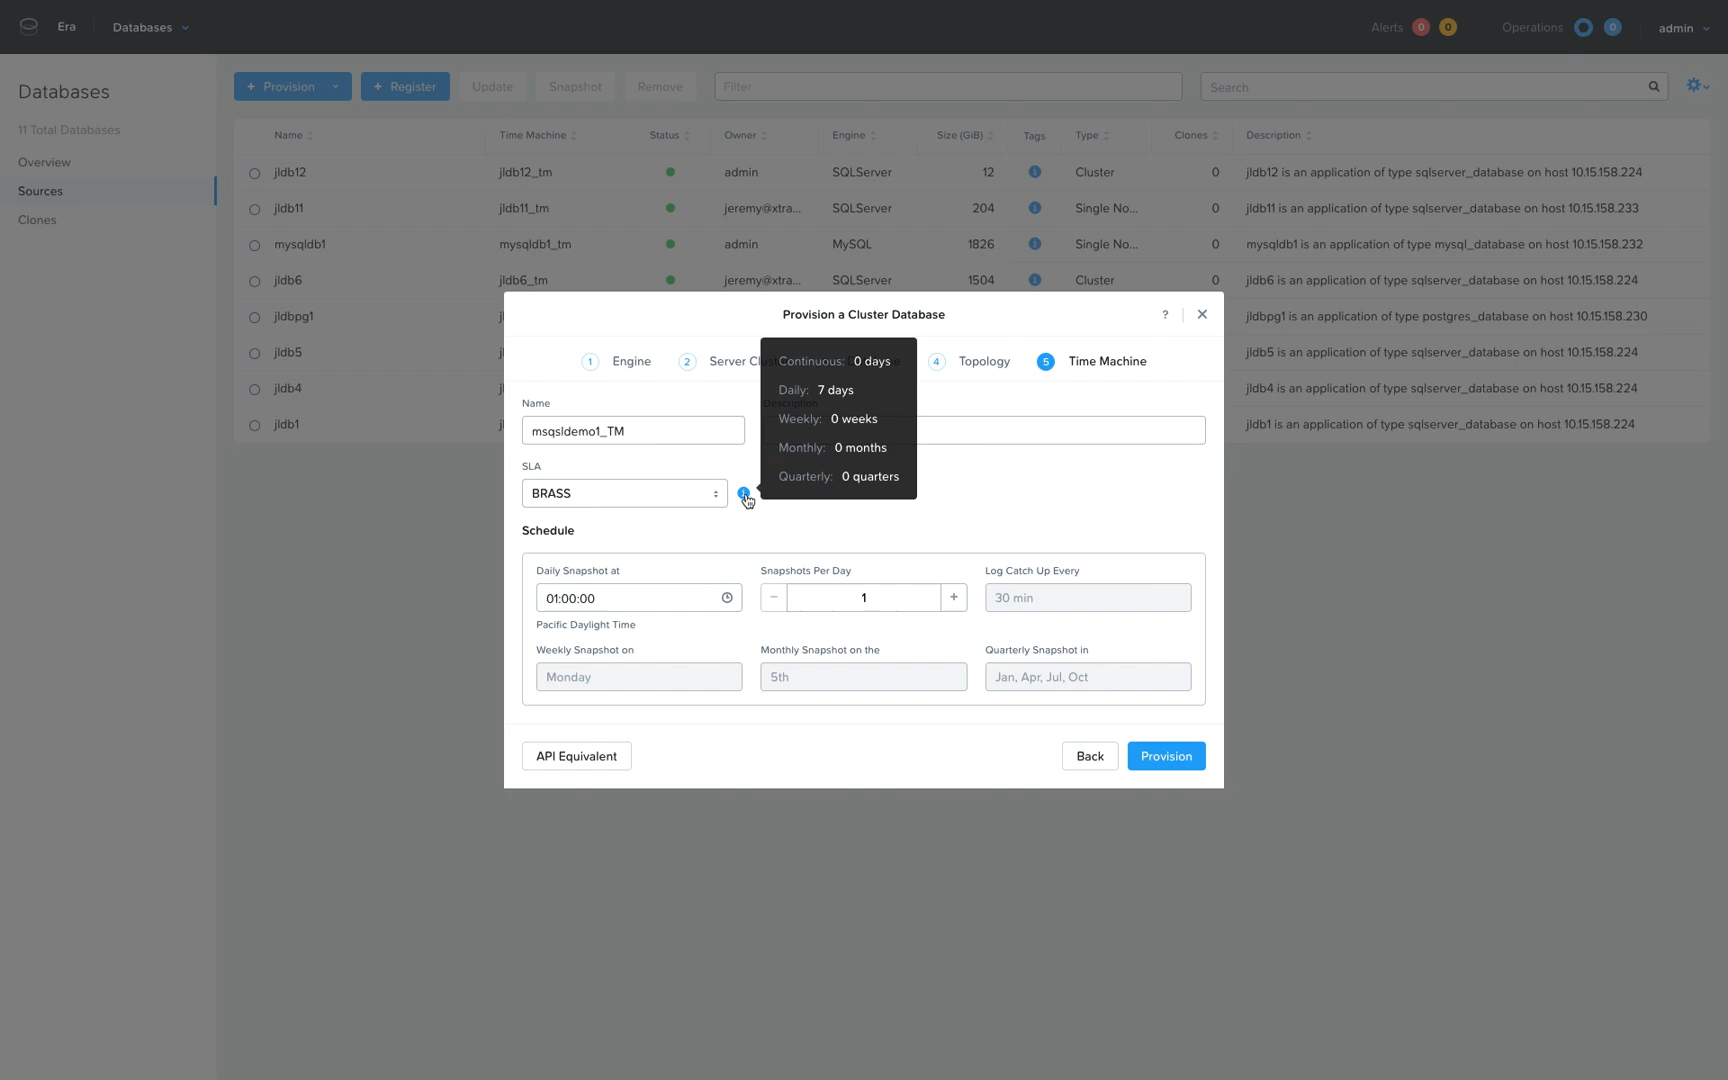 Era
Databases
Alerts 0 0
Operations 0
admin
Databases
11 Total Databases
Overview
Sources
Clones
+ Provision
+ Register
Update
Snapshot
Remove
Filter
Search
Name Time Machine Status Owner Engine Size (GiB) Tags Type Clones Description
jldb12 jldb12_tm admin SQLServer 12 Cluster 0 jldb12 is an application of type sqlserver_database on host 10.15.158.224
jldb11 jldb11_tm jeremy@xtra... SQLServer 204 Single No... 0 jldb11 is an application of type sqlserver_database on host 10.15.158.233
mysqldb1 mysqldb1_tm admin MySQL 1826 Single No... 0 mysqldb1 is an application of type mysql_database on host 10.15.158.232
jldb6 jldb6_tm jeremy@xtra... SQLServer 1504 Cluster 0 jldb6 is an application of type sqlserver_database on host 10.15.158.224
jldbpg1 jldbpg1 is an application of type postgres_database on host 10.15.158.230
jldb5 jldb5 is an application of type sqlserver_database on host 10.15.158.224
jldb4 jldb4 is an application of type sqlserver_database on host 10.15.158.224
jldb1 jldb1 is an application of type sqlserver_database on host 10.15.158.224
Provision a Cluster Database
?
1 Engine
2 Server
4 Topology
5 Time Machine
Continuous: 0 days
Daily: 7 days
Weekly: 0 weeks
Monthly: 0 months
Quarterly: 0 quarters
Name
Description
msqsldemo1_TM
SLA
BRASS
Schedule
Daily Snapshot at
01:00:00
Pacific Daylight Time
Snapshots Per Day
− 1 +
Log Catch Up Every
30 min
Weekly Snapshot on
Monday
Monthly Snapshot on the
5th
Quarterly Snapshot in
Jan, Apr, Jul, Oct
API Equivalent
Back
Provision